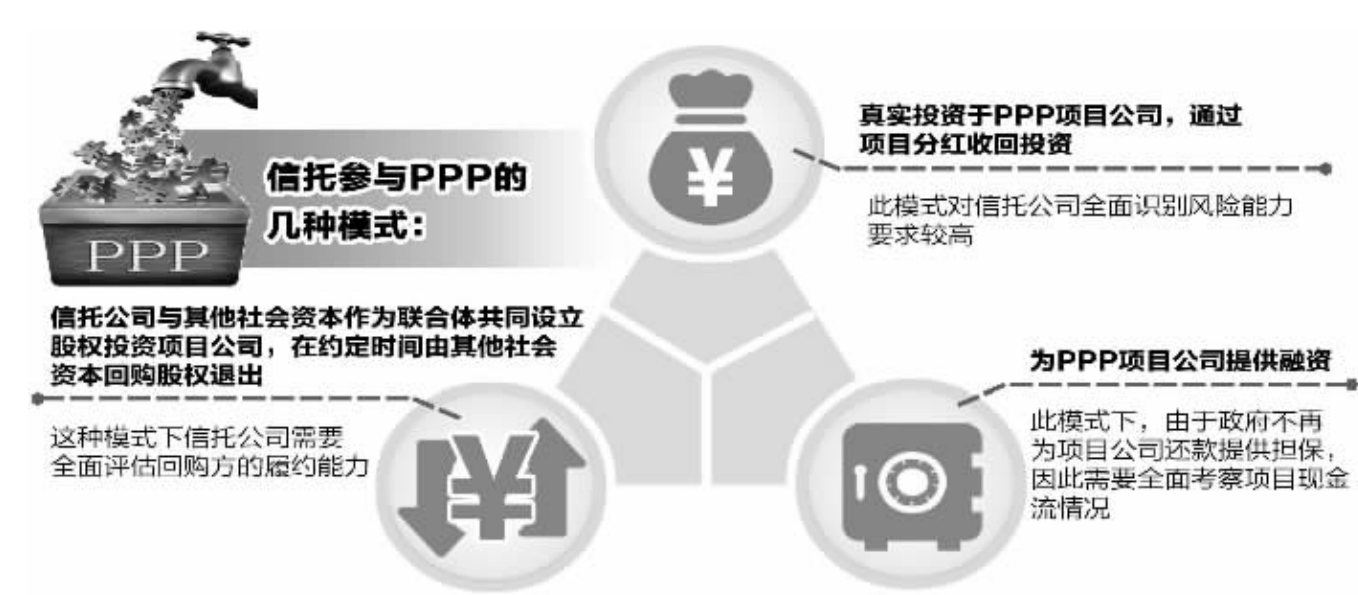 PPP
信托参与PPP的
几种模式：
真实投资于PPP项目公司，通过
项目分红收回投资
此模式对信托公司全面识别风险能力
要求较高
信托公司与其他社会资本作为联合体共同设立
股权投资项目公司，在约定时间由其他社会
资本回购股权退出
这种模式下信托公司需要
全面评估回购方的履约能力
为PPP项目公司提供融资
此模式下，由于政府不再
为项目公司还款提供担保，
因此需要全面考察项目现金
流情况
¥
¥